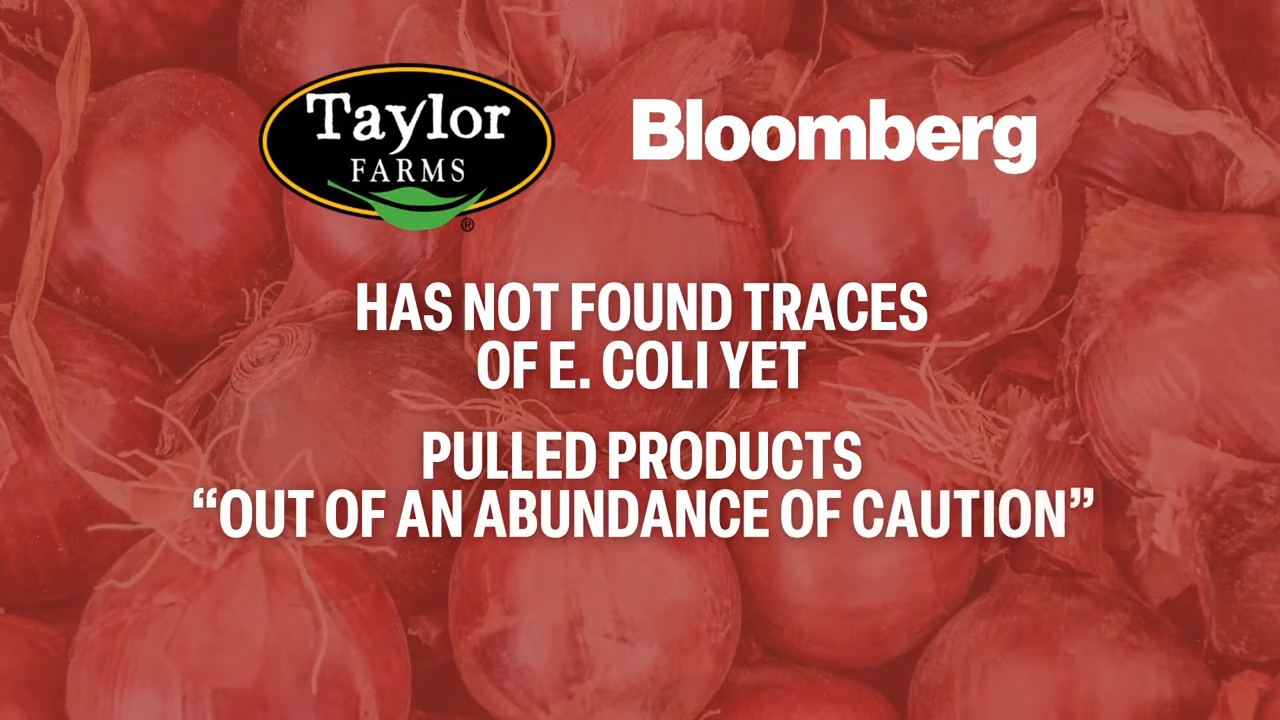 Taylor
FARMS
®
Bloomberg
HAS NOT FOUND TRACES
OF E. COLI YET
PULLED PRODUCTS
“OUT OF AN ABUNDANCE OF CAUTION”